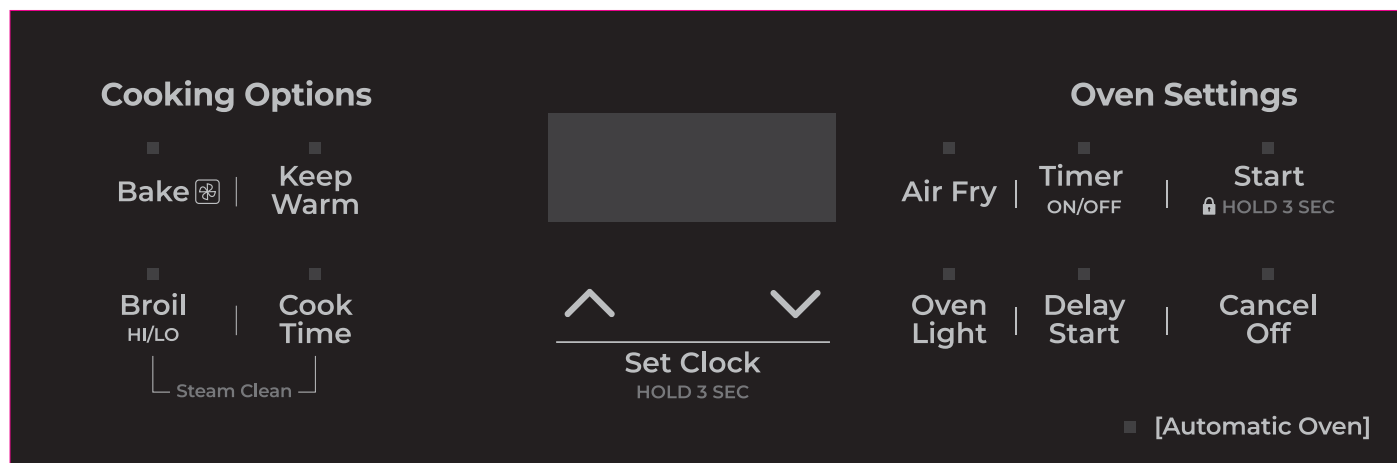 Cooking Options
Bake
Keep
Warm
Broil
HI/LO
Cook
Time
Steam Clean
Set Clock
HOLD 3 SEC
Oven Settings
Air Fry
Timer
ON/OFF
Start
HOLD 3 SEC
Oven
Light
Delay
Start
Cancel
Off
[Automatic Oven]